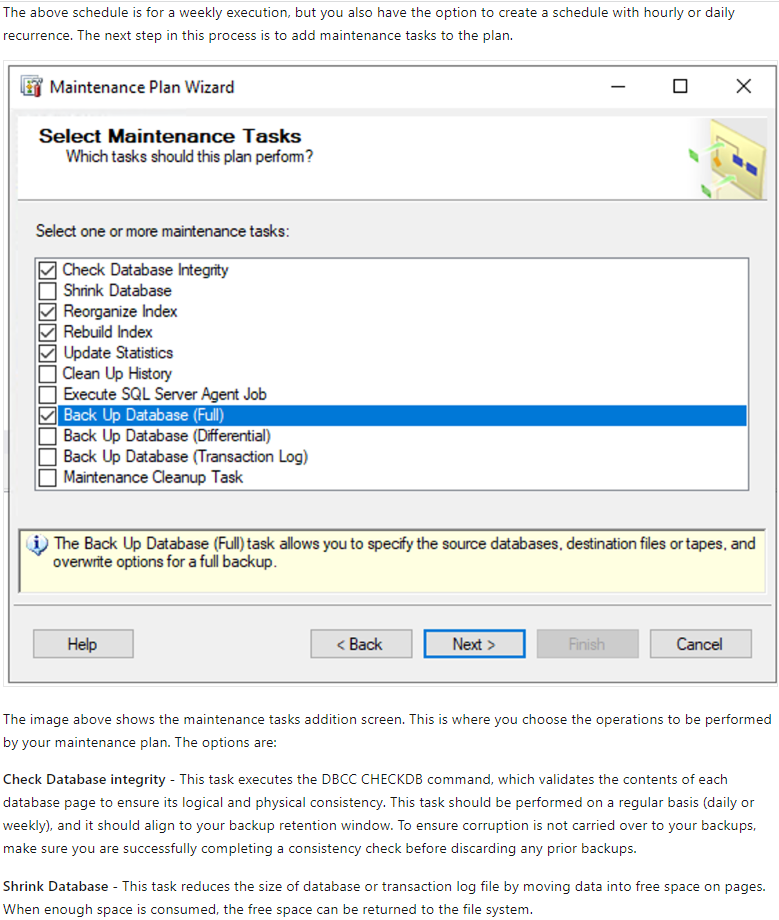 The above schedule is for a weekly execution, but you also have the option to create a schedule with hourly or daily
recurrence. The next step in this process is to add maintenance tasks to the plan.
Maintenance Plan Wizard
Select Maintenance Tasks
Which tasks should this plan perform?
Select one or more maintenance tasks:
Check Database Integrity
Shrink Database
Reorganize Index
Rebuild Index
Update Statistics
Clean Up History
Execute SQL Server Agent Job
Back Up Database (Full)
Back Up Database (Differential)
Back Up Database (Transaction Log)
Maintenance Cleanup Task
The Back Up Database (Full) task allows you to specify the source databases, destination files or tapes, and
overwrite options for a full backup.
Help
< Back
Next >
Finish
Cancel
The image above shows the maintenance tasks addition screen. This is where you choose the operations to be performed
by your maintenance plan. The options are:
Check Database integrity - This task executes the DBCC CHECKDB command, which validates the contents of each
database page to ensure its logical and physical consistency. This task should be performed on a regular basis (daily or
weekly), and it should align to your backup retention window. To ensure corruption is not carried over to your backups,
make sure you are successfully completing a consistency check before discarding any prior backups.
Shrink Database - This task reduces the size of database or transaction log file by moving data into free space on pages.
When enough space is consumed, the free space can be returned to the file system.